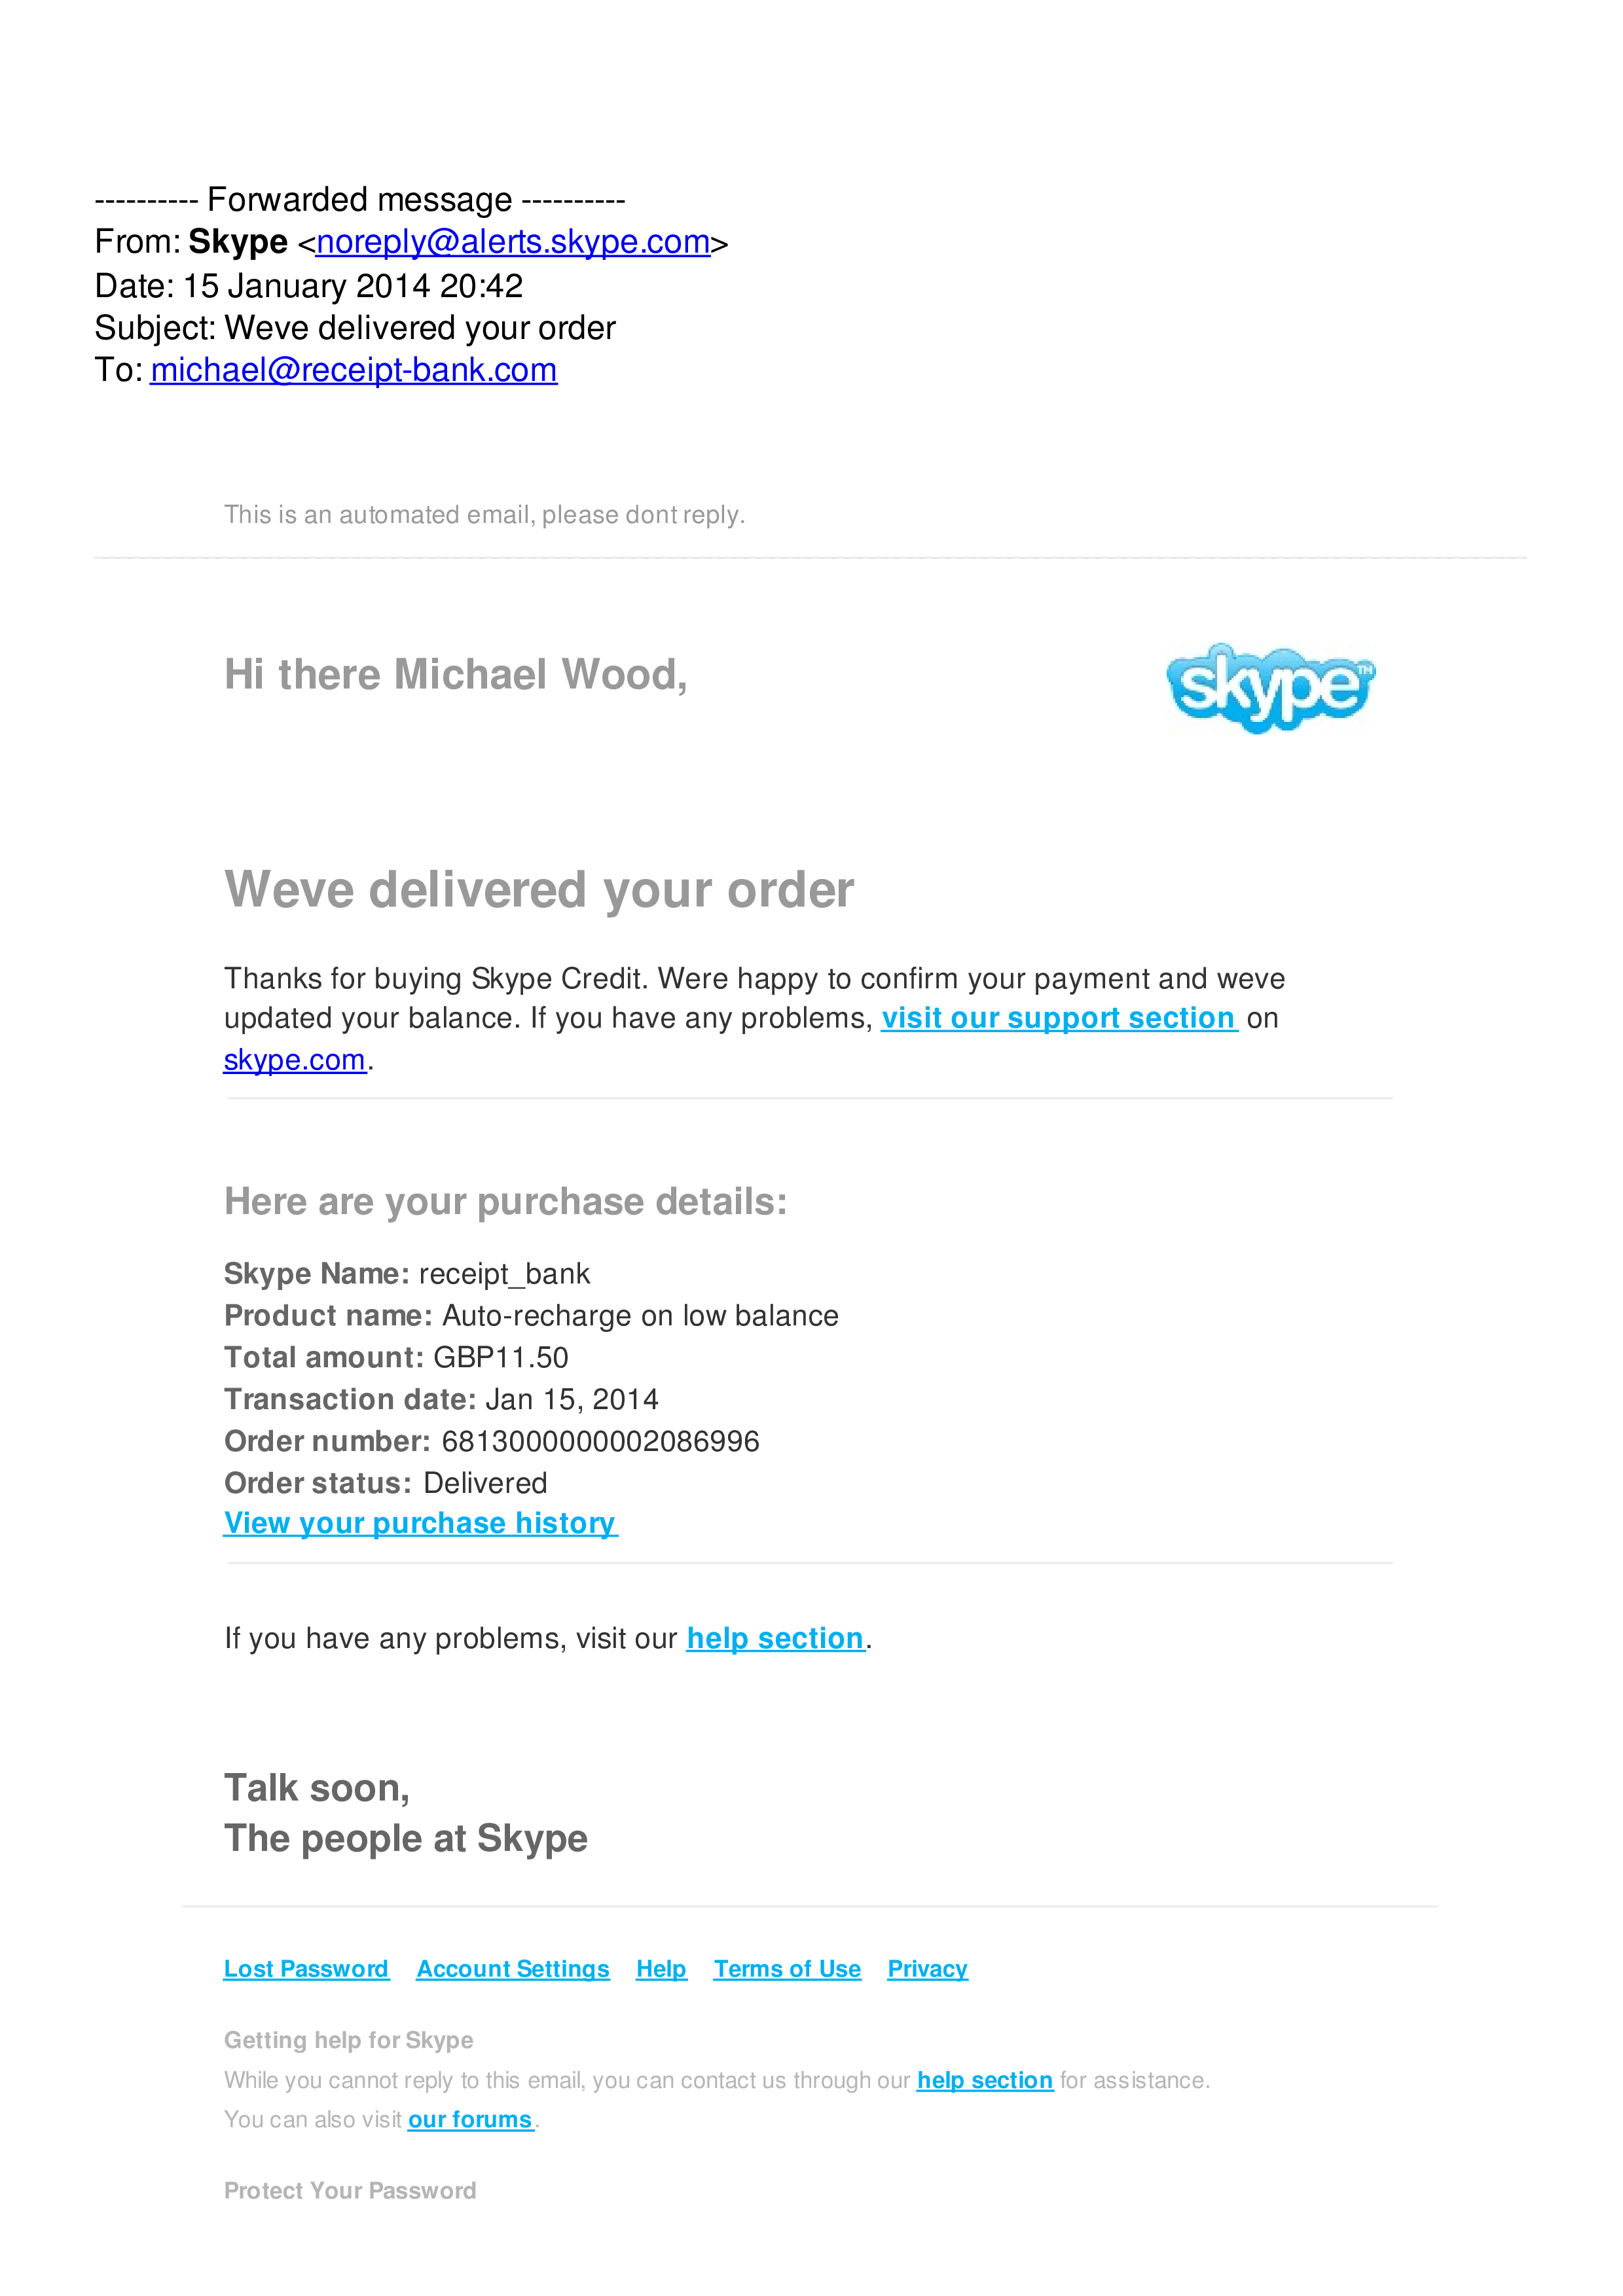 ---------- Forwarded message ----------
From: Skype <noreply@alerts.skype.com>
Date: 15 January 2014 20:42
Subject: Weve delivered your order
To: michael@receipt-bank.com
This is an automated email, please dont reply.
Hi there Michael Wood,
skype™
Weve delivered your order
Thanks for buying Skype Credit. Were happy to confirm your payment and weve
updated your balance. If you have any problems, visit our support section on
skype.com.
Here are your purchase details:
Skype Name: receipt_bank
Product name: Auto-recharge on low balance
Total amount: GBP11.50
Transaction date: Jan 15, 2014
Order number: 6813000000002086996
Order status: Delivered
View your purchase history
If you have any problems, visit our help section.
Talk soon,
The people at Skype
Lost Password Account Settings Help Terms of Use Privacy
Getting help for Skype
While you cannot reply to this email, you can contact us through our help section for assistance.
You can also visit our forums.
Protect Your Password